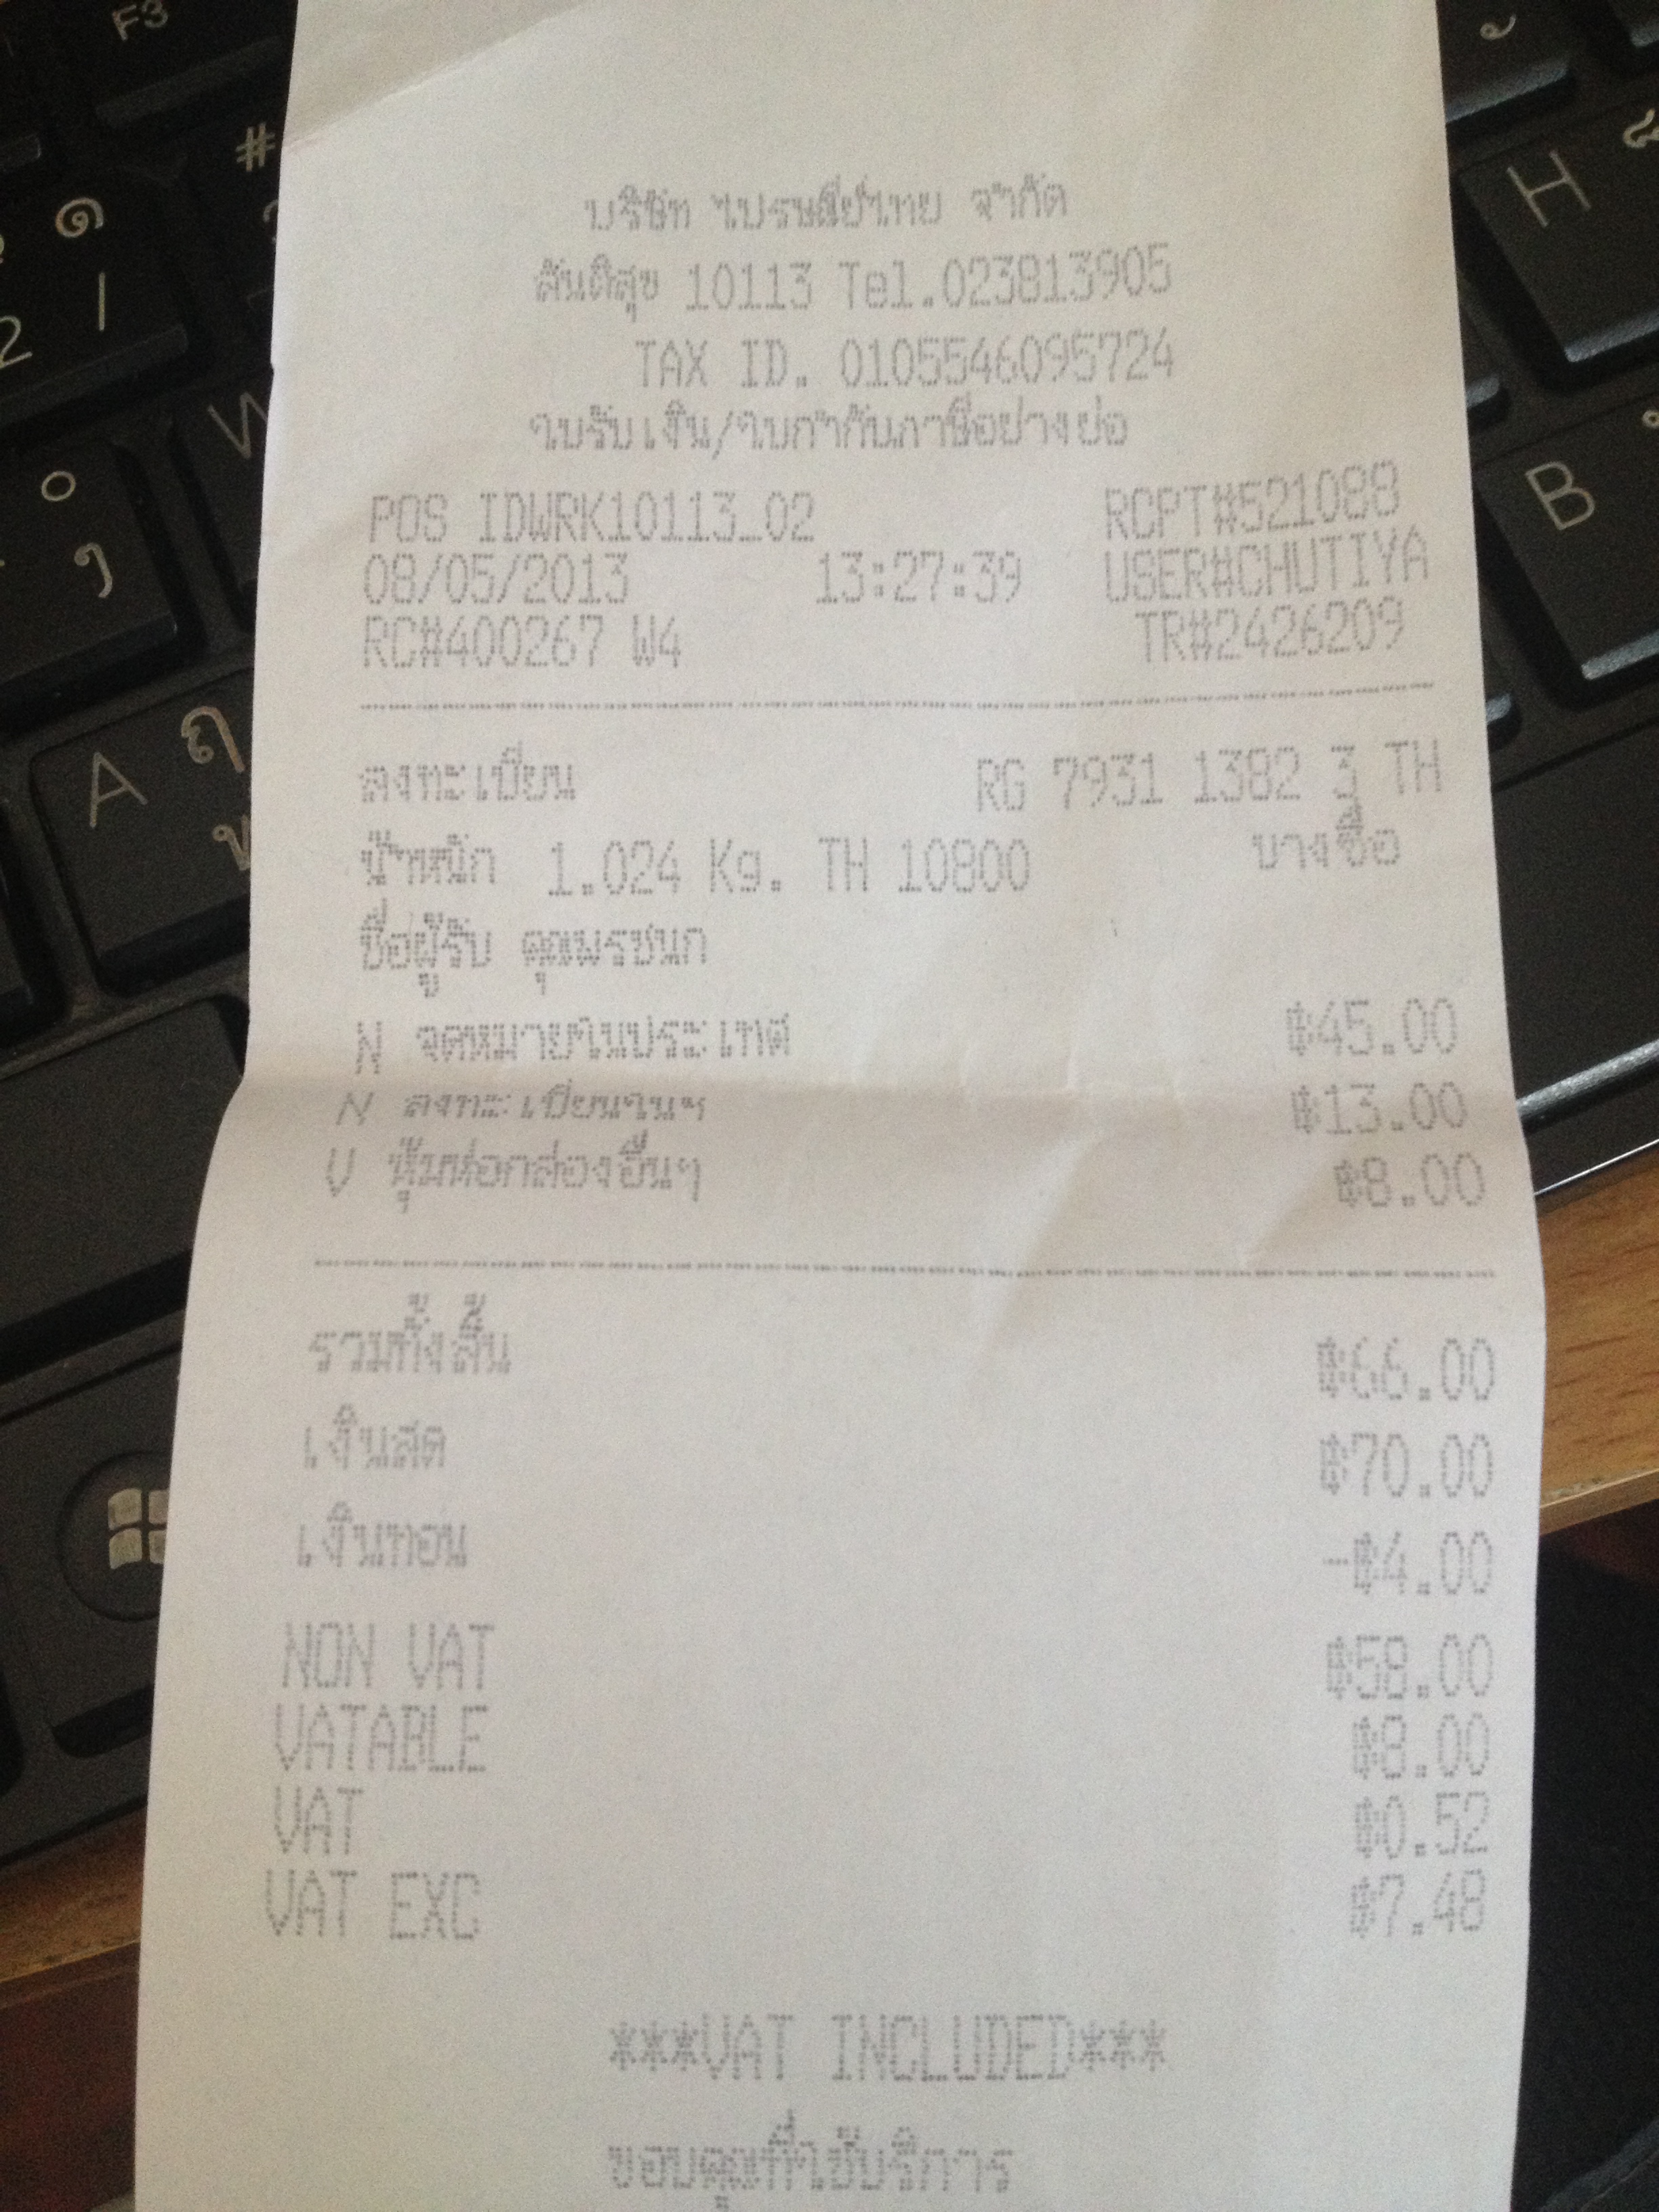 บริษัท ไปรษณีย์ไทย จำกัด
สันติสุข 10113 Tel.023813905
TAX ID. 0105546095724
ใบรับเงิน/ใบกำกับภาษีอย่างย่อ
POS IDWRK10113_02 RCPT#521088
08/05/2013 13:27:39 USER#CHUTIYA
RC#400267 W4 TR#2426209
ลงทะเบียน RG 7931 1382 3 TH
น้ำหนัก 1.024 Kg. TH 10800 บางซื่อ
ชื่อผู้รับ คุณพรชนก
N จดหมายในประเทศ ฿45.00
N ลงทะเบียนในฯ ฿13.00
V หุ้มห่อกล่องอื่นๆ ฿8.00
รวมทั้งสิ้น ฿66.00
เงินสด ฿70.00
เงินทอน -฿4.00
NON VAT ฿58.00
VATABLE ฿8.00
VAT ฿0.52
VAT EXC ฿7.48
***VAT INCLUDED***
ขอบคุณที่ใช้บริการ
F3
#
๑
2 /
W
๐
ๆ
A ฤ
H
B